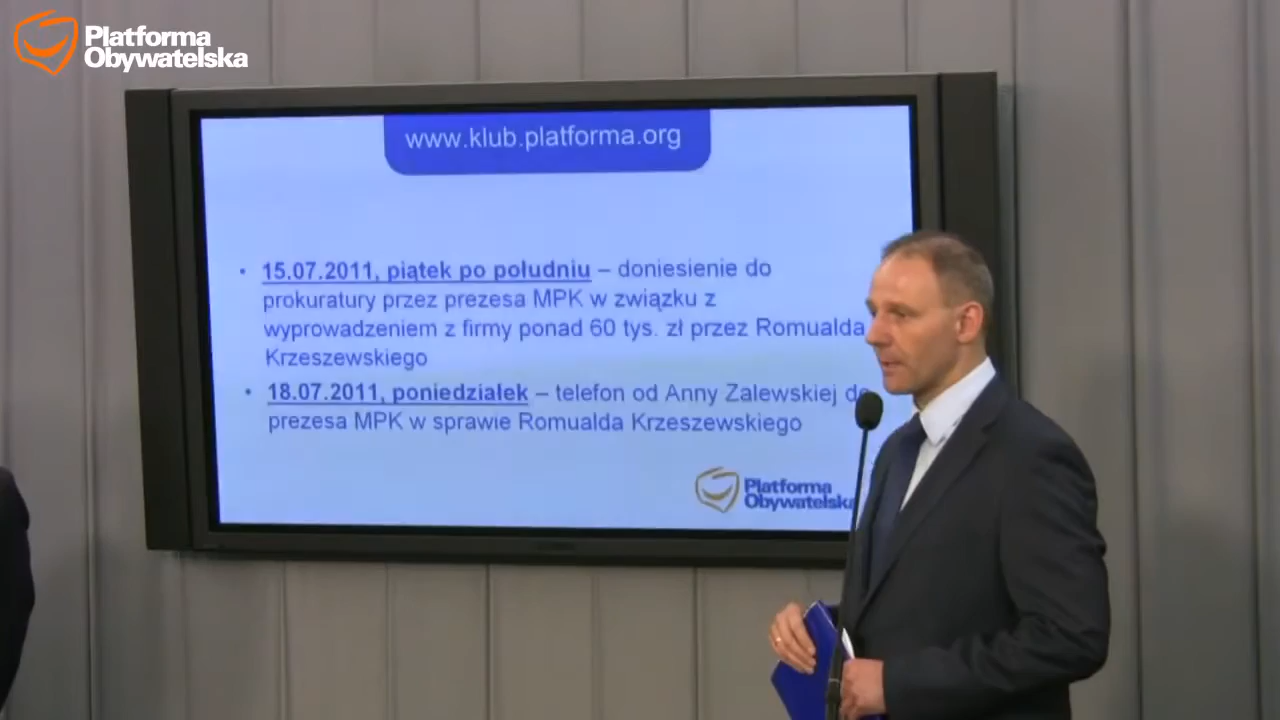 Platforma
Obywatelska
www.klub.platforma.org
• 15.07.2011, piątek po południu – doniesienie do
prokuratury przez prezesa MPK w związku z
wyprowadzeniem z firmy ponad 60 tys. zł przez Romualda
Krzeszewskiego
• 18.07.2011, poniedziałek – telefon od Anny Zalewskiej do
prezesa MPK w sprawie Romualda Krzeszewskiego
Platforma
Obywatelska